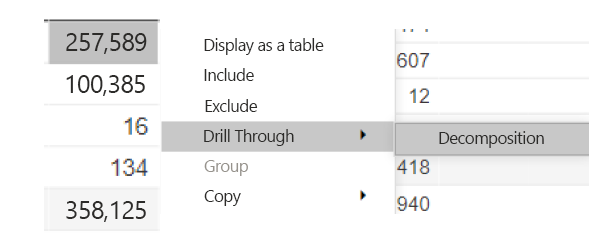 257,589
100,385
16
134
358,125
Display as a table
Include
Exclude
Drill Through
Group
Copy
607
12
Decomposition
418
940